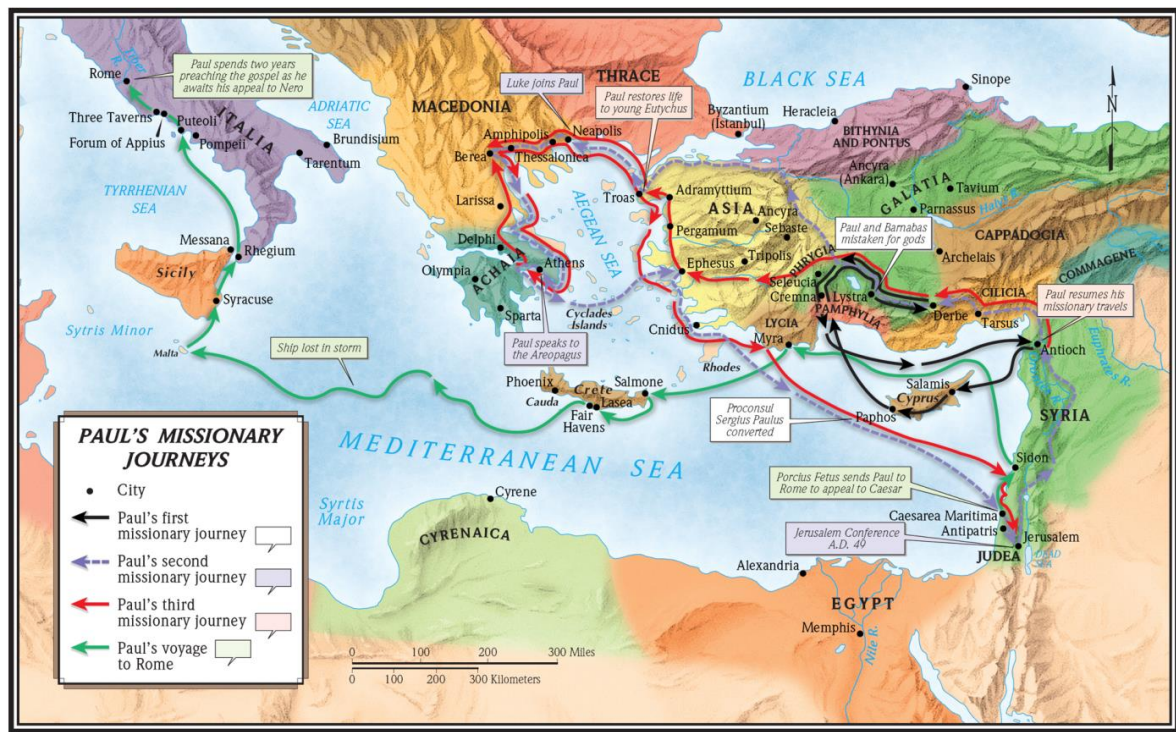 Tiber
R.
Rome
Paul spends two years
preaching the gospel as he
awaits his appeal to Nero
Three Taverns
Forum of Appius
Puteoli
Pompeli
ITALIA
ADRIATIC
SEA
Brundisium
Tarentum
TYRRHENIAN
SEA
Messana
Rhegium
Sicily
Syracuse
Sytris Minor
Malta
Ship lost in storm
MACEDONIA
THRACE
Luke joins Paul
Paul restores life
to young Eutychus
Amphipolis
Neapolis
Berea
Thessalonica
Larissa
Delphi
ACHAIA
Olympia
Athens
Sparta
Paul speaks to
the Areopagus
AEGEAN
SEA
Cyclades
Islands
Troas
BLACK SEA
Byzantium
(Istanbul)
Heracleia
Sinope
BITHYNIA
AND PONTUS
Ancyra
(Ankara)
Tavium
GALATIA
Halys R.
Parnassus
Adramyttium
ASIA
Ancyra
Pergamum
Sebaste
Tripolis
Ephesus
Paul and Barnabas
mistaken for gods
CAPPADOGIA
Archelais
COMMAGENE
PHRYGIA
Seleucia
Cremna
Lystra
PAMPHYLIA
Derbe
CILICIA
Tarsus
Paul resumes his
missionary travels
Antioch
Orontes R.
Euphrates R.
Cnidus
LYCIA
Myra
Rhodes
Phoenix
Cauda
Crete
Salmone
Lasea
Fair
Havens
Salamis
Cyprus
Paphos
Proconsul
Sergius Paulus
converted
SYRIA
Sidon
MEDITERRANEAN SEA
Porcius Fetus sends Paul to
Rome to appeal to Caesar
Caesarea Maritima
Antipatris
Jerusalem Conference
A.D. 49
Jerusalem
JUDEA
DEAD
SEA
Syrtis
Major
Cyrene
CYRENAICA
Alexandria
EGYPT
Memphis
Nile R.
N
PAUL'S MISSIONARY
JOURNEYS
City
Paul's first
missionary journey
Paul's second
missionary journey
Paul's third
missionary journey
Paul's voyage
to Rome
0 100 200 300 Miles
0 100 200 300 Kilometers